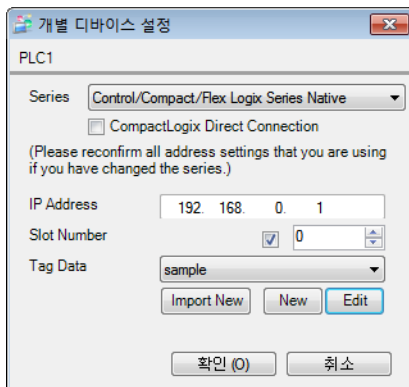 개별 디바이스 설정
PLC1
Series Control/Compact/Flex Logix Series Native
CompactLogix Direct Connection
(Please reconfirm all address settings that you are using
if you have changed the series.)
IP Address 192. 168. 0. 1
Slot Number 0
Tag Data sample
Import New New Edit
확인 (O) 취소